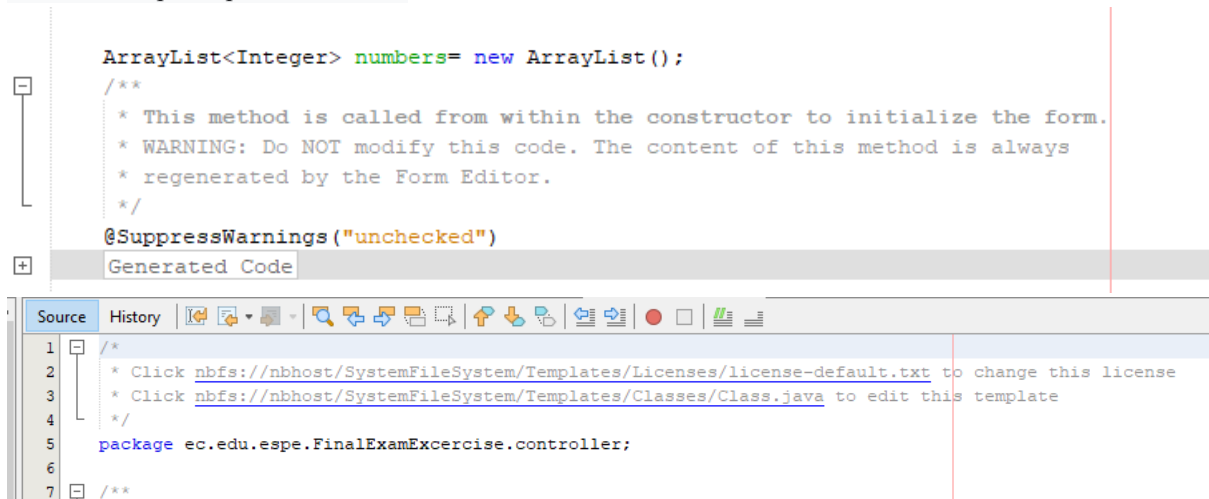 ArrayList<Integer> numbers= new ArrayList();
/**
* This method is called from within the constructor to initialize the form.
* WARNING: Do NOT modify this code. The content of this method is always
* regenerated by the Form Editor.
*/
@SuppressWarnings("unchecked")
Generated Code
Source History
1 /*
2 * Click nbfs://nbhost/SystemFileSystem/Templates/Licenses/license-default.txt to change this license
3 * Click nbfs://nbhost/SystemFileSystem/Templates/Classes/Class.java to edit this template
4 */
5 package ec.edu.espe.FinalExamExcercise.controller;
6
7 /**